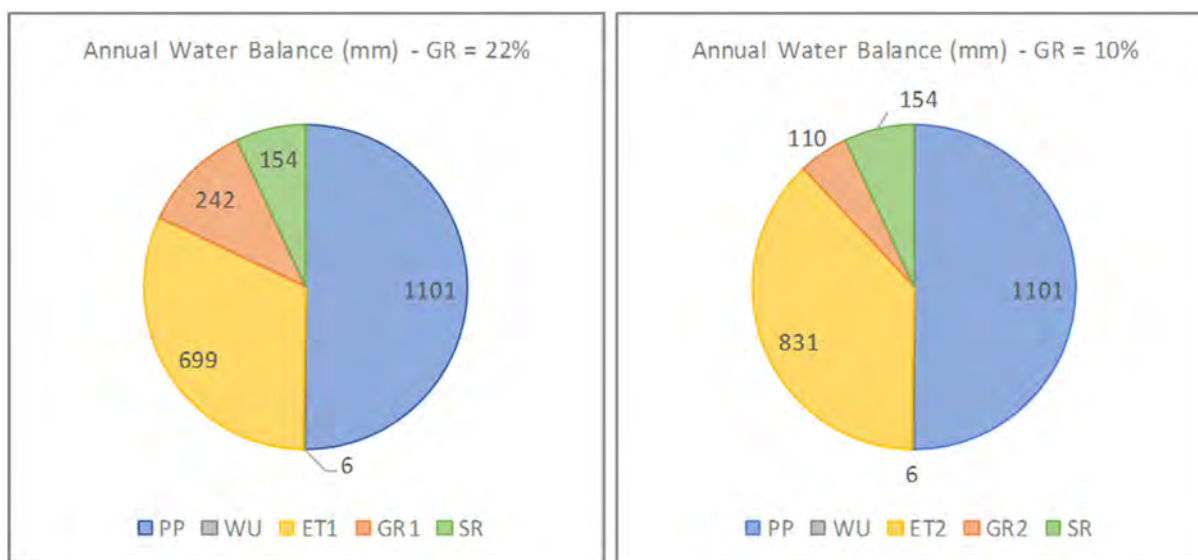 Annual Water Balance (mm) - GR = 22%
154
242
1101
699
6
PP WU ET1 GR1 SR
Annual Water Balance (mm) - GR = 10%
154
110
1101
831
6
PP WU ET2 GR2 SR